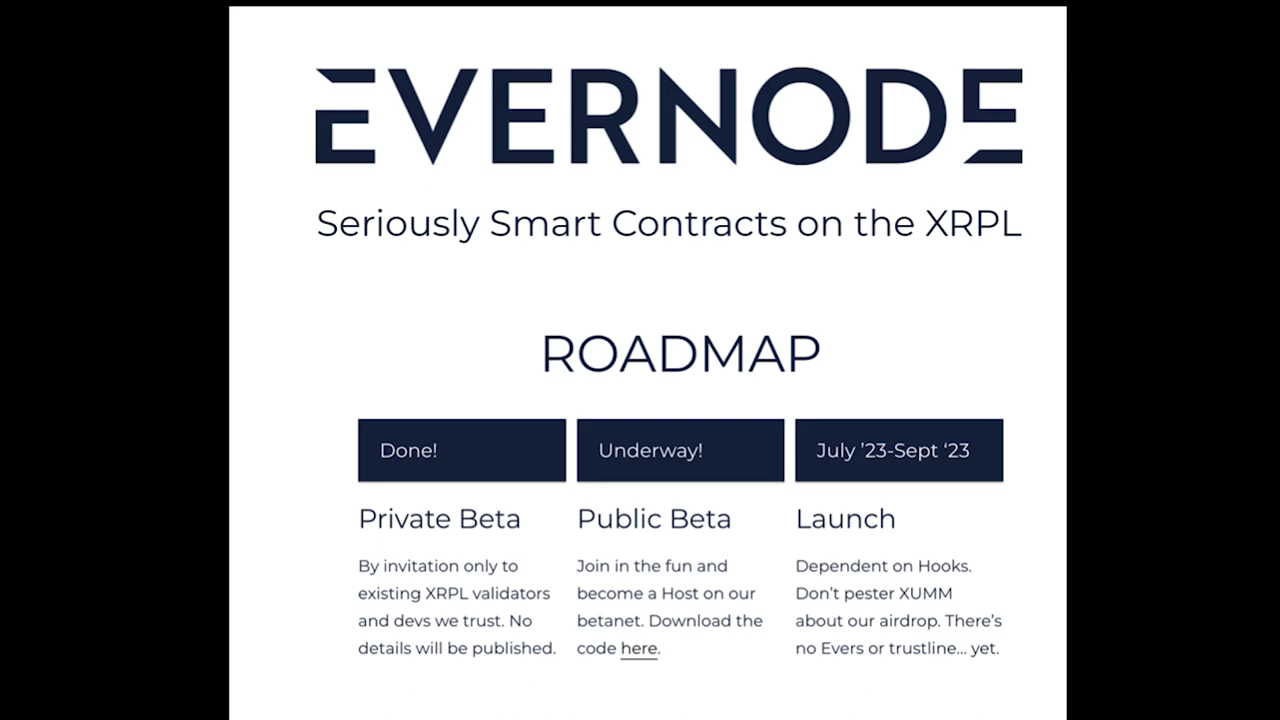 EVERNODE
Seriously Smart Contracts on the XRPL
ROADMAP
Done!
Private Beta
By invitation only to
existing XRPL validators
and devs we trust. No
details will be published.
Underway!
Public Beta
Join in the fun and
become a Host on our
betanet. Download the
code here.
July ’23-Sept ‘23
Launch
Dependent on Hooks.
Don’t pester XUMM
about our airdrop. There’s
no Evers or trustline... yet.